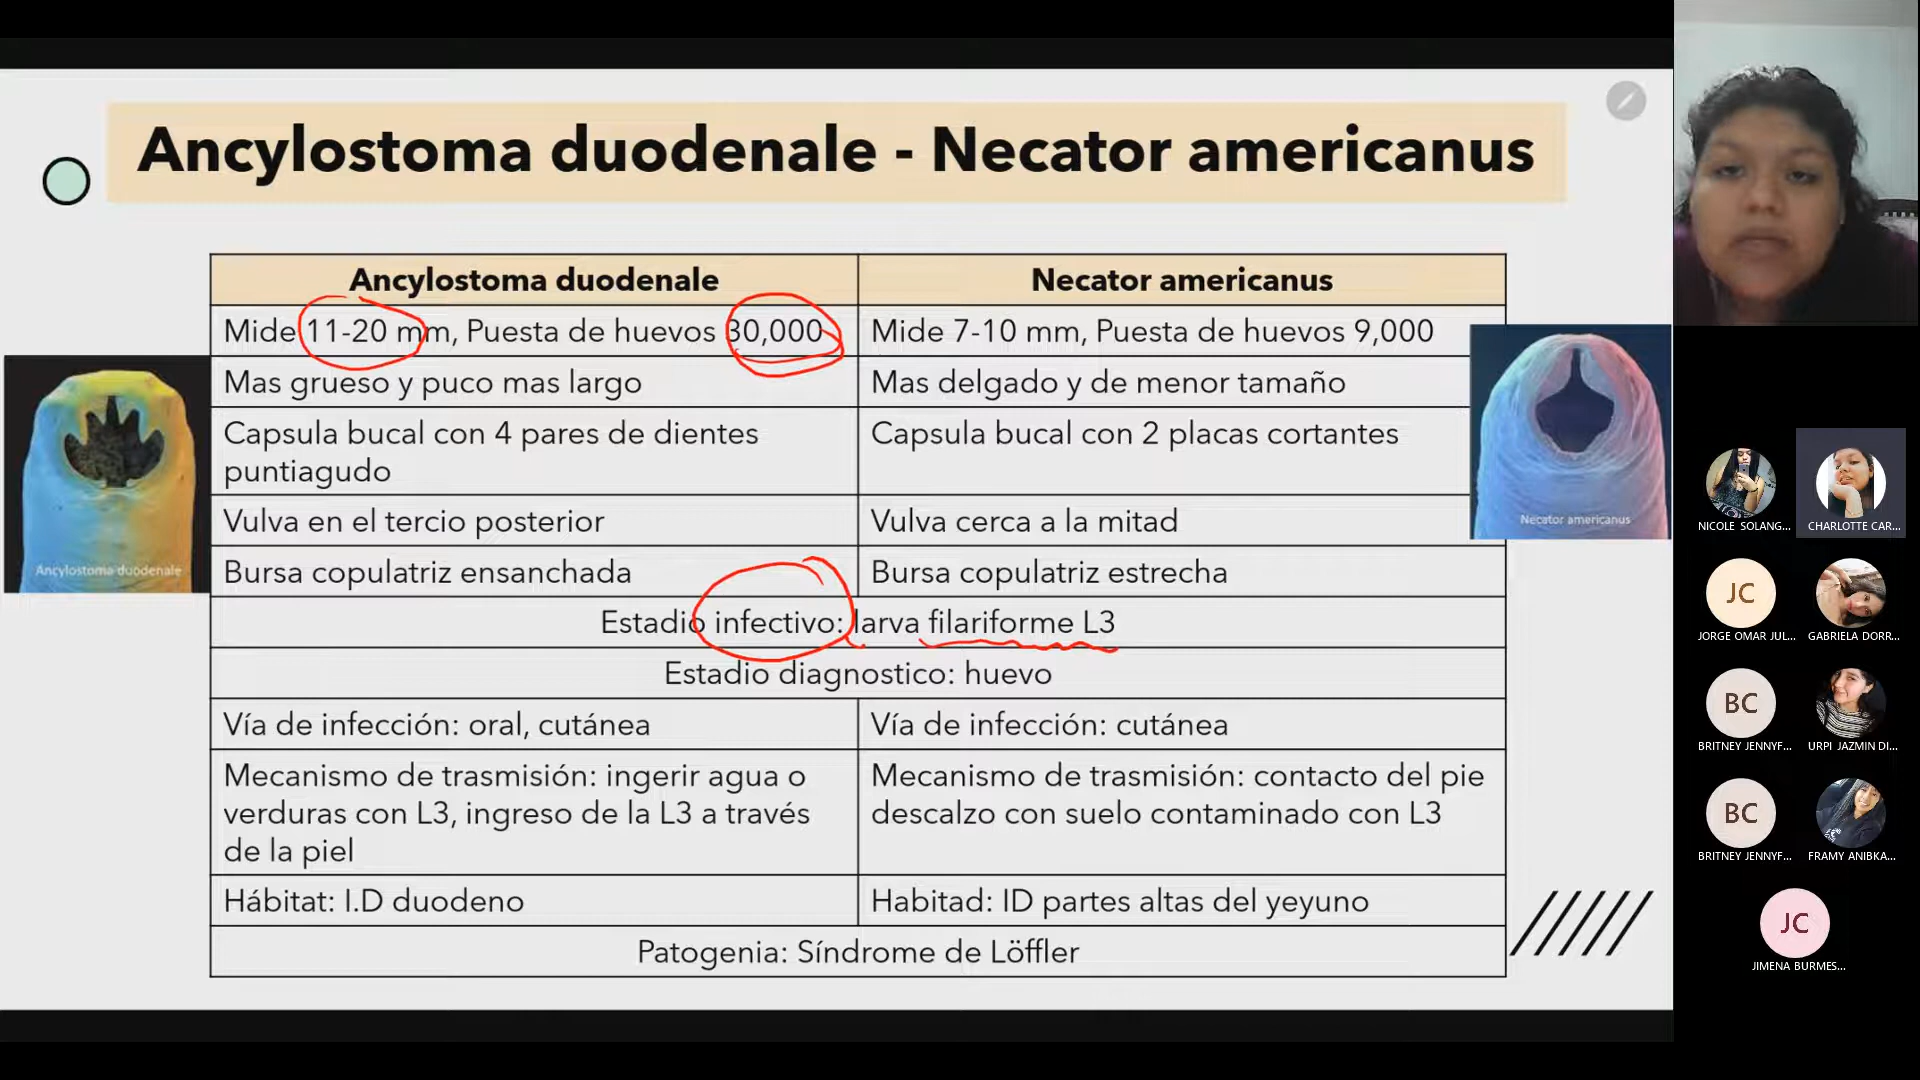 Ancylostoma duodenale - Necator americanus
Ancylostoma duodenale
Necator americanus
Mide 11-20 mm, Puesta de huevos 30,000
Mide 7-10 mm, Puesta de huevos 9,000
Mas grueso y puco mas largo
Mas delgado y de menor tamaño
Capsula bucal con 4 pares de dientes
puntiagudo
Capsula bucal con 2 placas cortantes
Vulva en el tercio posterior
Vulva cerca a la mitad
Bursa copulatriz ensanchada
Bursa copulatriz estrecha
Estadio infectivo: larva filariforme L3
Estadio diagnostico: huevo
Vía de infección: oral, cutánea
Vía de infección: cutánea
Mecanismo de trasmisión: ingerir agua o
verduras con L3, ingreso de la L3 a través
de la piel
Mecanismo de trasmisión: contacto del pie
descalzo con suelo contaminado con L3
Hábitat: I.D duodeno
Habitad: ID partes altas del yeyuno
Patogenia: Síndrome de Löffler
Ancylostoma duodenale
Necator americanus
NICOLE SOLANG...
CHARLOTTE CAR...
JC
JORGE OMAR JUL...
GABRIELA DORR...
BC
BRITNEY JENNYF...
URPI JAZMIN DI...
BC
BRITNEY JENNYF...
FRAMY ANIBKA...
JC
JIMENA BURMES...